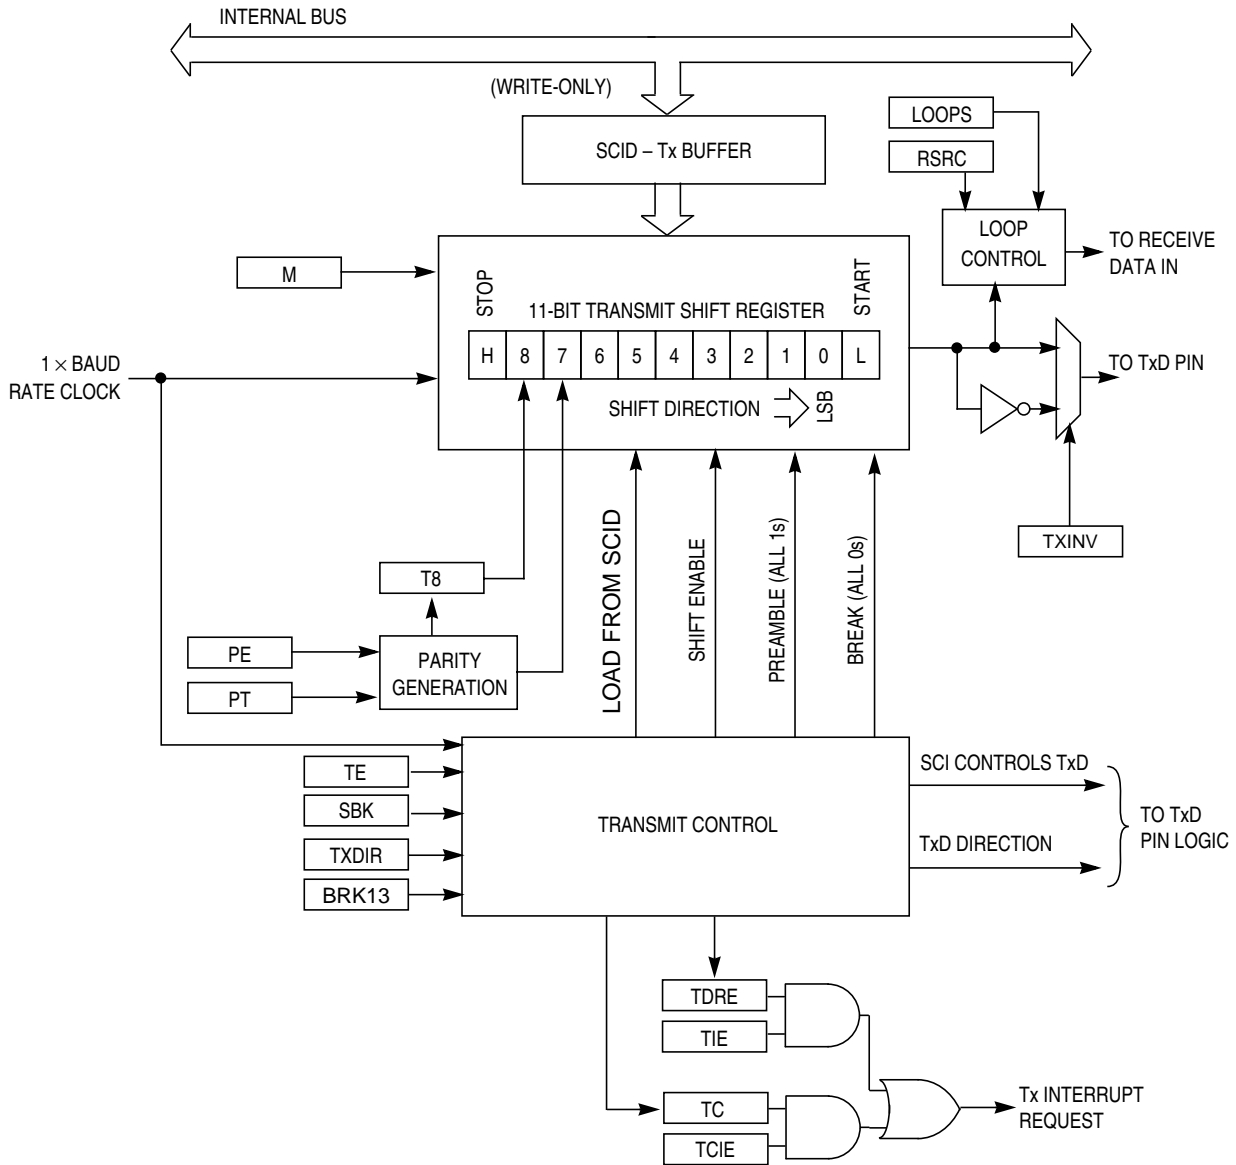 INTERNAL BUS
(WRITE-ONLY)
SCID – Tx BUFFER
LOOPS
RSRC
LOOP
CONTROL
TO RECEIVE
DATA IN
M
STOP
11-BIT TRANSMIT SHIFT REGISTER
START
H 8 7 6 5 4 3 2 1 0 L
SHIFT DIRECTION
LSB
1 × BAUD
RATE CLOCK
TO TxD PIN
TXINV
T8
PE
PT
PARITY
GENERATION
LOAD FROM SCID
SHIFT ENABLE
PREAMBLE (ALL 1s)
BREAK (ALL 0s)
TE
SBK
TXDIR
BRK13
TRANSMIT CONTROL
SCI CONTROLS TxD
TxD DIRECTION
TO TxD
PIN LOGIC
TDRE
TIE
TC
TCIE
Tx INTERRUPT
REQUEST